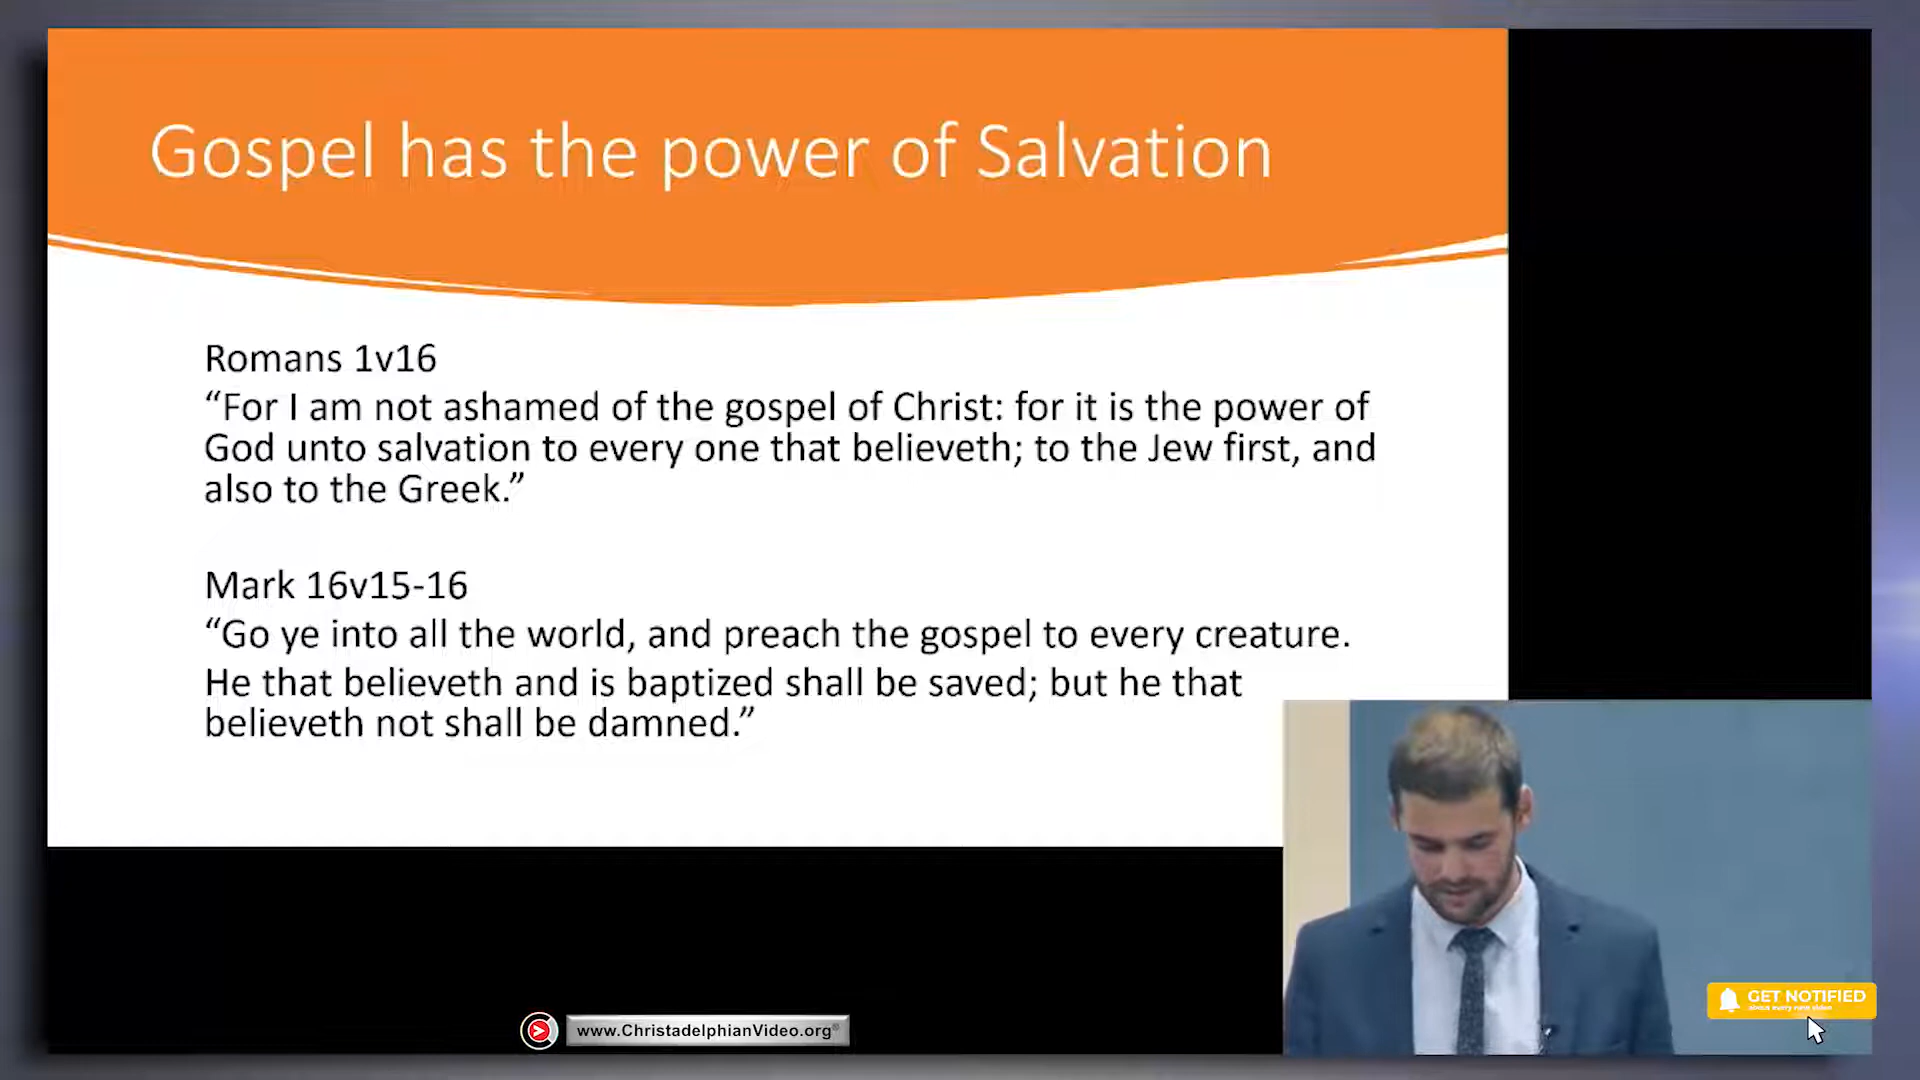 Gospel has the power of Salvation
Romans 1v16
“For I am not ashamed of the gospel of Christ: for it is the power of
God unto salvation to every one that believeth; to the Jew first, and
also to the Greek.”
Mark 16v15-16
“Go ye into all the world, and preach the gospel to every creature.
He that believeth and is baptized shall be saved; but he that
believeth not shall be damned.”
GET NOTIFIED
about every new video
www.ChristadelphianVideo.org